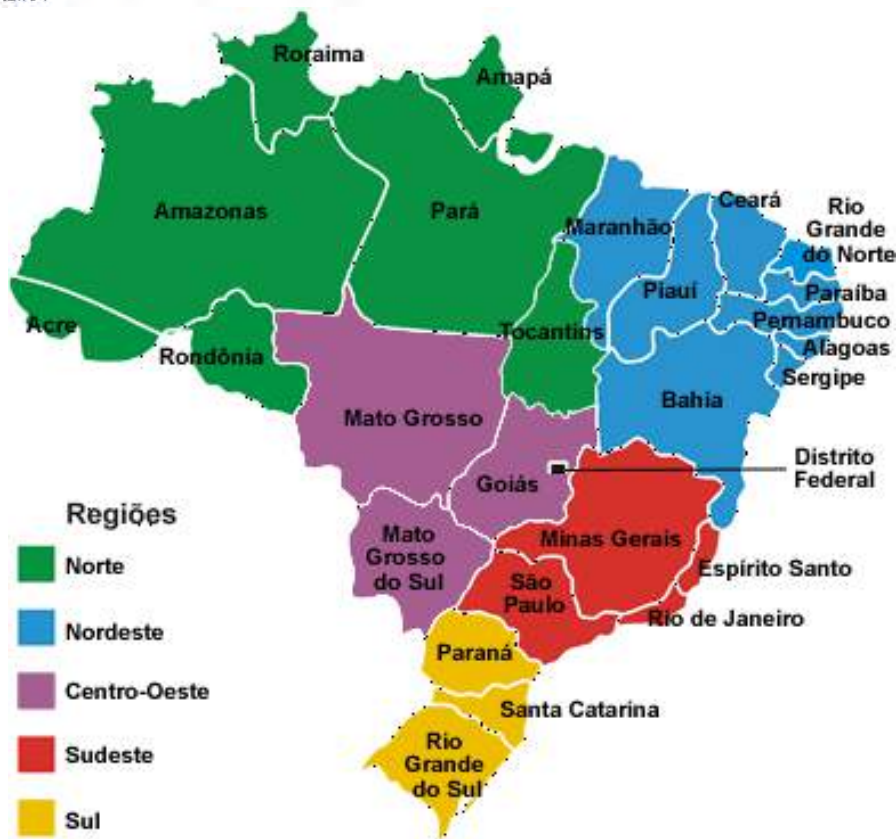 Roraima
Amapá
Amazonas
Pará
Maranhão
Ceará
Rio
Grande
do Norte
Piauí
Paraíba
Pernambuco
Alagoas
Sergipe
Acre
Rondônia
Tocantins
Bahia
Mato Grosso
Goiás
Distrito
Federal
Mato
Grosso
do Sul
Minas Gerais
Espírito Santo
São
Paulo
Rio de Janeiro
Paraná
Santa Catarina
Rio
Grande
do Sul
Regiões
Norte
Nordeste
Centro-Oeste
Sudeste
Sul